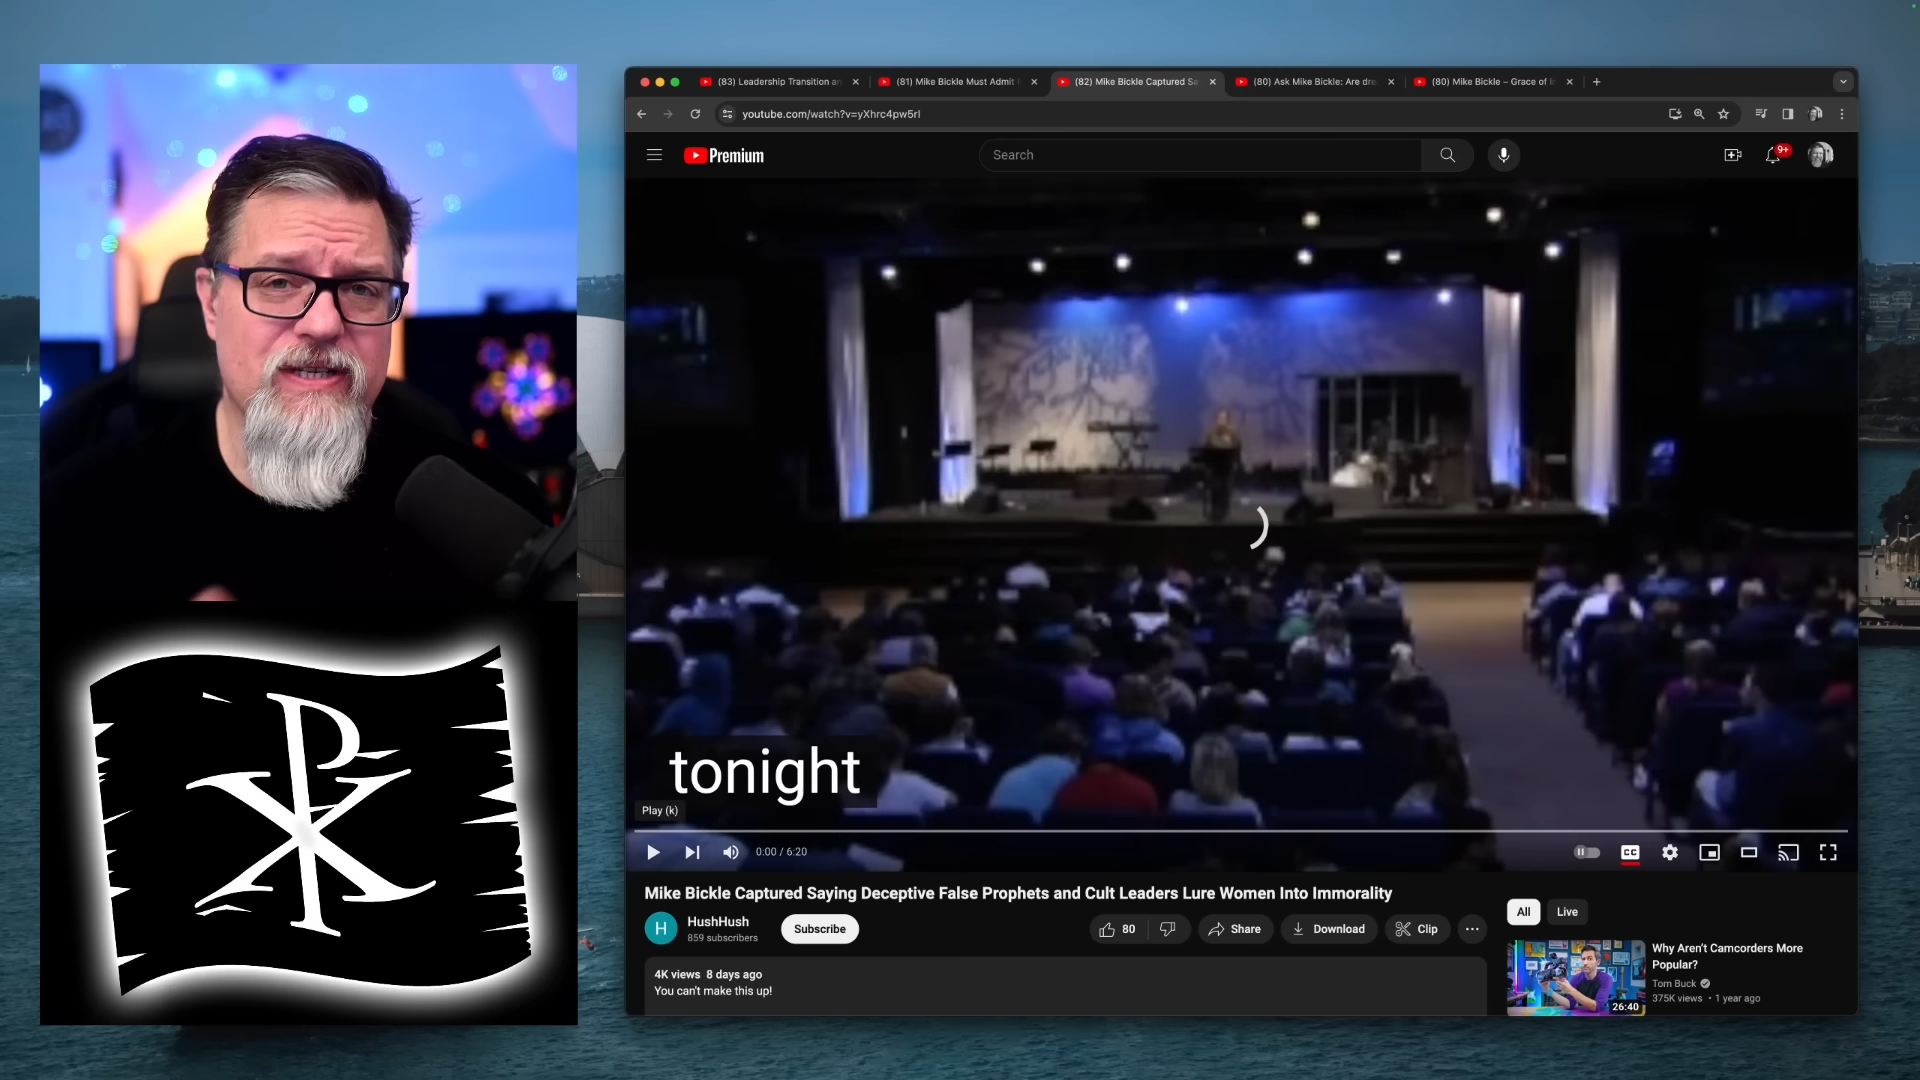 (83) Leadership Transition an
(81) Mike Bickle Must Admit
(82) Mike Bickle Captured Sa
(80) Ask Mike Bickle: Are dre
(80) Mike Bickle – Grace of
youtube.com/watch?v=yXhrc4pw5rI
Premium
Search
9+
tonight
Play (k)
0:00 / 6:20
CC
Mike Bickle Captured Saying Deceptive False Prophets and Cult Leaders Lure Women Into Immorality
H
HushHush
859 subscribers
Subscribe
80
Share
Download
Clip
4K views 8 days ago
You can't make this up!
All
Live
Why Aren't Camcorders More
Popular?
Tom Buck
375K views • 1 year ago
26:40